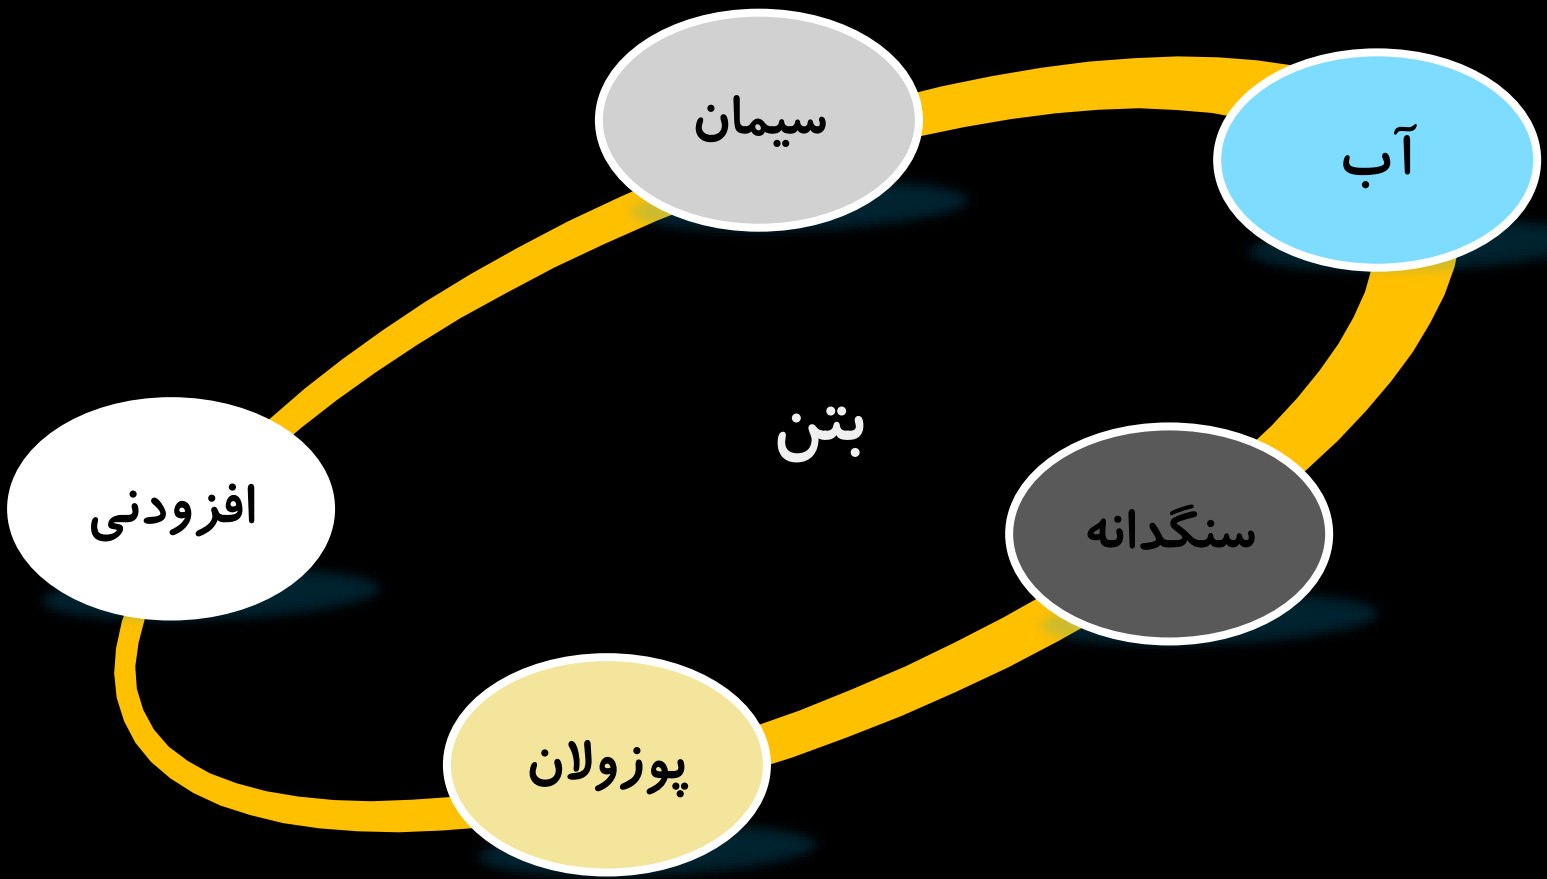 سیمان
آب
بتن
سنگدانه
افزودنی
پوزولان